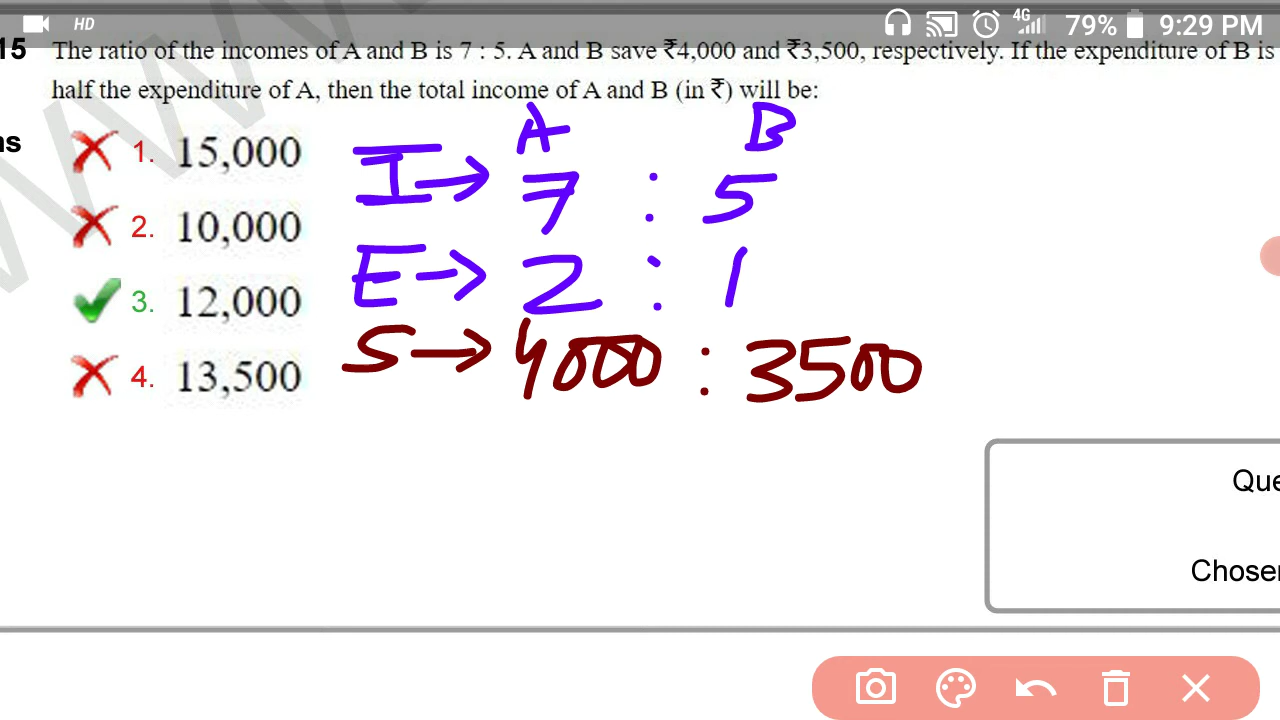 HD 4G 79% 9:29 PM
15 The ratio of the incomes of A and B is 7 : 5. A and B save ₹4,000 and ₹3,500, respectively. If the expenditure of B is
half the expenditure of A, then the total income of A and B (in ₹) will be:
ns
A B
1. 15,000
I → 7 : 5
2. 10,000
E → 2 : 1
3. 12,000
S → 4000 : 3500
4. 13,500
Que
Chosen